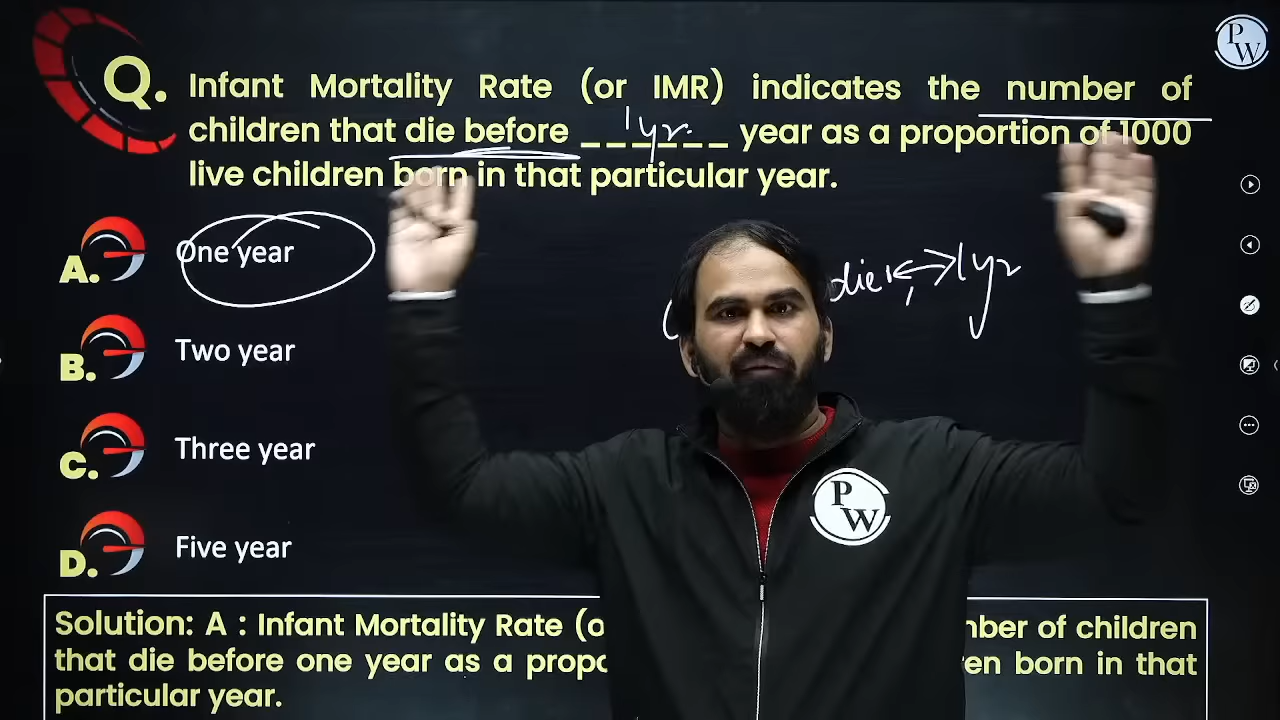 P
W
Q. Infant Mortality Rate (or IMR) indicates the number of
children that die before 1yr. year as a proportion of 1000
live children born in that particular year.
A. One year
die 1yr
B. Two year
C. Three year
D. Five year
P
W
Solution: A : Infant Mortality Rate (o nber of children
that die before one year as a propo en born in that
particular year.